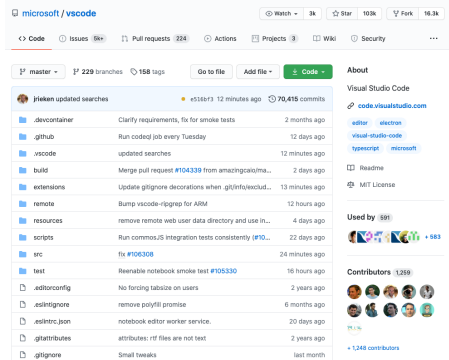 microsoft / vscode
Watch 3k
Star 103k
Fork 16.3k
Code
Issues 5k+
Pull requests 224
Actions
Projects 3
Wiki
Security
master
229 branches
158 tags
Go to file
Add file
Code
jrieken updated searches
e516bf3 12 minutes ago
70,415 commits
.devcontainer Clarify requirements, fix for smoke tests 2 months ago
.github Run codeql job every Tuesday 12 days ago
.vscode updated searches 12 minutes ago
build Merge pull request #104339 from amazingcaio/ma... 2 days ago
extensions Update gitignore decorations when .git/info/exclud... 13 minutes ago
remote Bump vscode-ripgrep for ARM 12 hours ago
resources remove remote web user data directory and use in... 4 days ago
scripts Run commosJS integration tests consistently (#10... 22 days ago
src fix #106308 24 minutes ago
test Reenable notebook smoke test #105330 16 hours ago
.editorconfig No forcing tabsize on users 2 years ago
.eslintignore remove polyfill promise 6 months ago
.eslintrc.json notebook editor worker service. 20 days ago
.gitattributes attributes: rtf files are not text 2 years ago
.gitignore Small tweaks last month
About
Visual Studio Code
code.visualstudio.com
editor electron
visual-studio-code
typescript microsoft
Readme
MIT License
Used by 591
+ 583
Contributors 1,259
+ 1,248 contributors